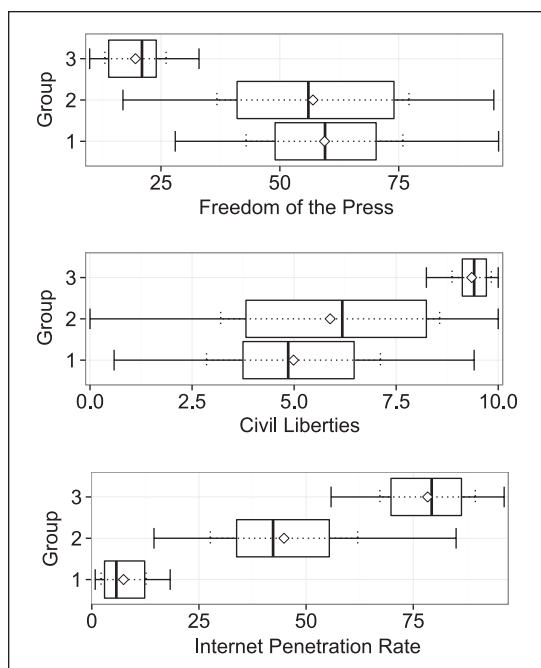 Group
3
2
1
25 50 75
Freedom of the Press
Group
3
2
1
0.0 2.5 5.0 7.5 10.0
Civil Liberties
Group
3
2
1
0 25 50 75
Internet Penetration Rate